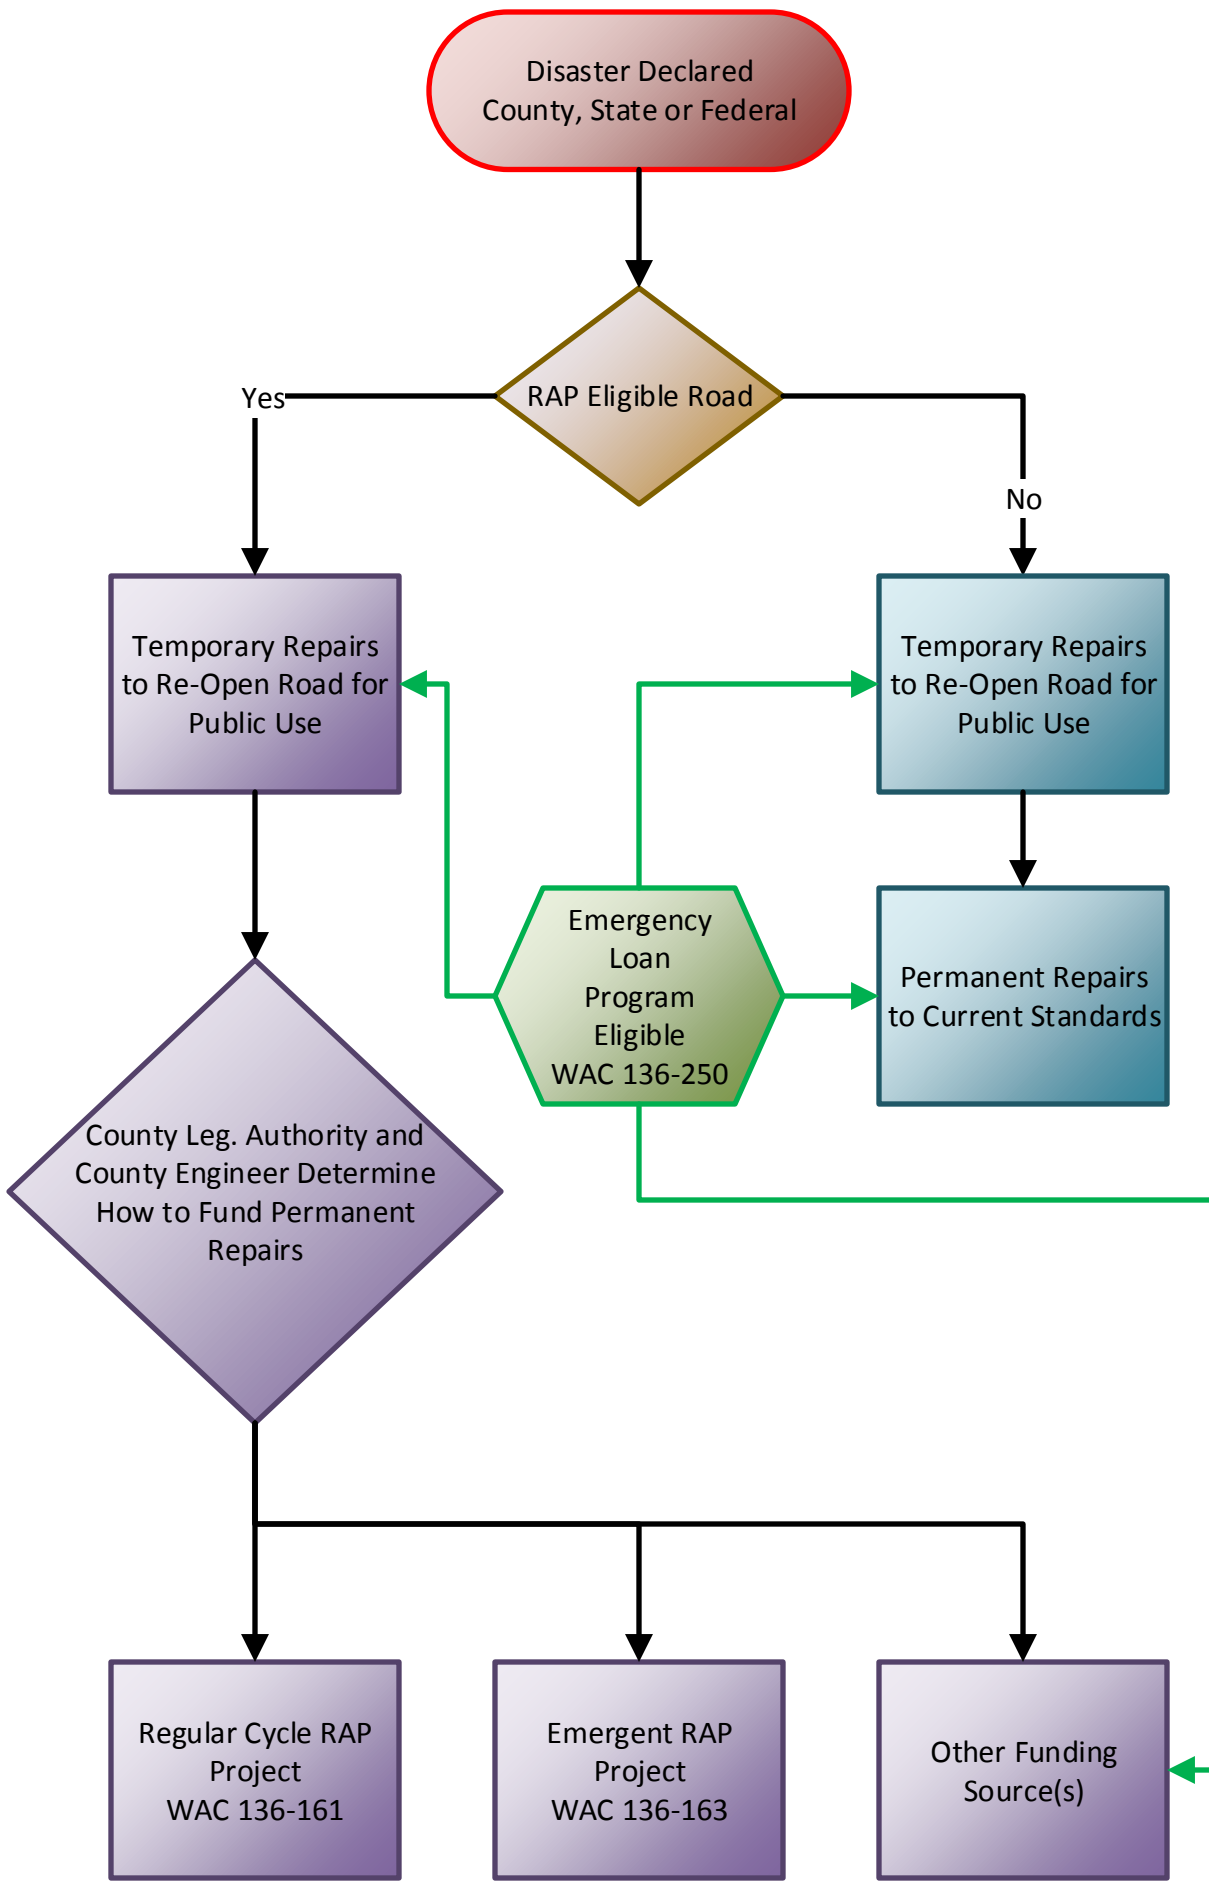 Disaster Declared
County, State or Federal
RAP Eligible Road
Yes
No
Temporary Repairs
to Re-Open Road for
Public Use
Temporary Repairs
to Re-Open Road for
Public Use
Emergency
Loan
Program
Eligible
WAC 136-250
Permanent Repairs
to Current Standards
County Leg. Authority and
County Engineer Determine
How to Fund Permanent
Repairs
Regular Cycle RAP
Project
WAC 136-161
Emergent RAP
Project
WAC 136-163
Other Funding
Source(s)